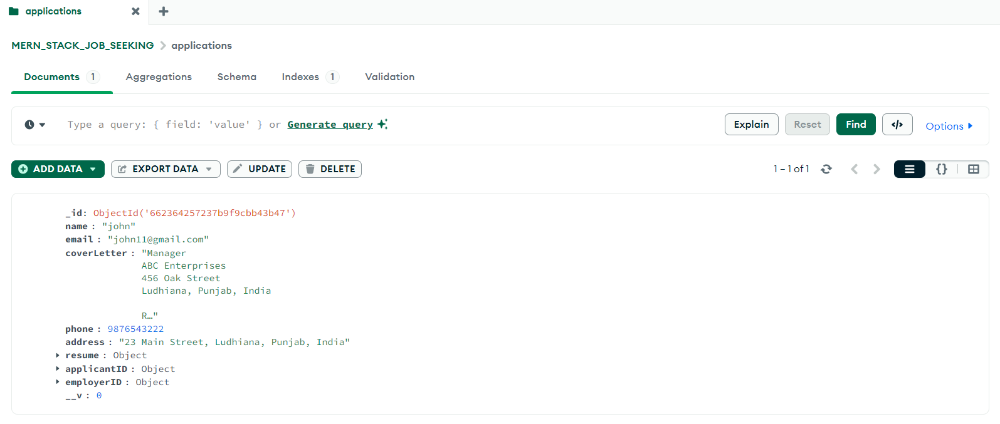 applications
MERN_STACK_JOB_SEEKING > applications
Documents 1 Aggregations Schema Indexes 1 Validation
Type a query: { field: 'value' } or Generate query Explain Reset Find </> Options
ADD DATA EXPORT DATA UPDATE DELETE 1 – 1 of 1 {}
_id: ObjectId('662364257237b9f9cbb43b47')
name : "john"
email : "john11@gmail.com"
coverLetter : "Manager
ABC Enterprises
456 Oak Street
Ludhiana, Punjab, India
R…"
phone : 9876543222
address : "23 Main Street, Ludhiana, Punjab, India"
resume : Object
applicantID : Object
employerID : Object
__v : 0